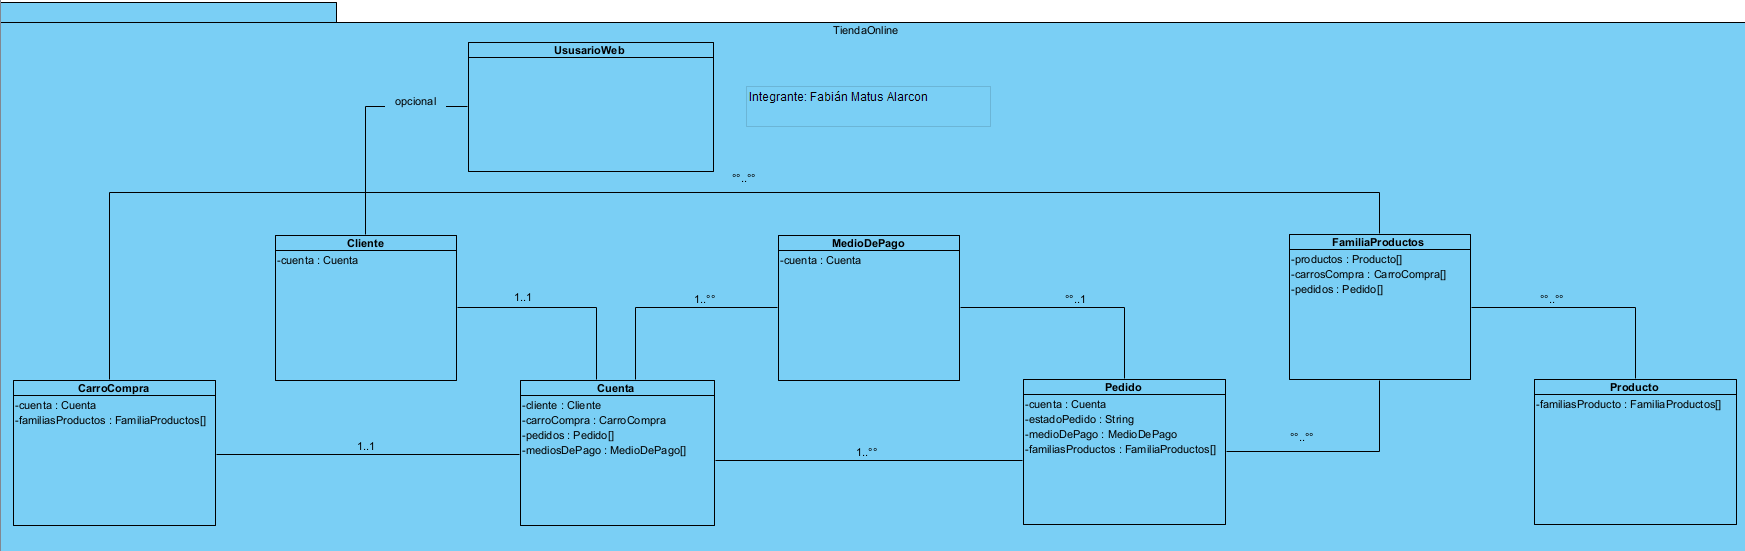 TiendaOnline
UsusarioWeb
opcional
Integrante: Fabián Matus Alarcon
°°..°°
Cliente
-cuenta : Cuenta
MedioDePago
-cuenta : Cuenta
FamiliaProductos
-productos : Producto[]
-carrosCompra : CarroCompra[]
-pedidos : Pedido[]
1..1
1..°°
°°..1
°°..°°
CarroCompra
-cuenta : Cuenta
-familiasProductos : FamiliaProductos[]
Cuenta
-cliente : Cliente
-carroCompra : CarroCompra
-pedidos : Pedido[]
-mediosDePago : MedioDePago[]
Pedido
-cuenta : Cuenta
-estadoPedido : String
-medioDePago : MedioDePago
-familiasProductos : FamiliaProductos[]
Producto
-familiasProducto : FamiliaProductos[]
1..1
1..°°
°°..°°